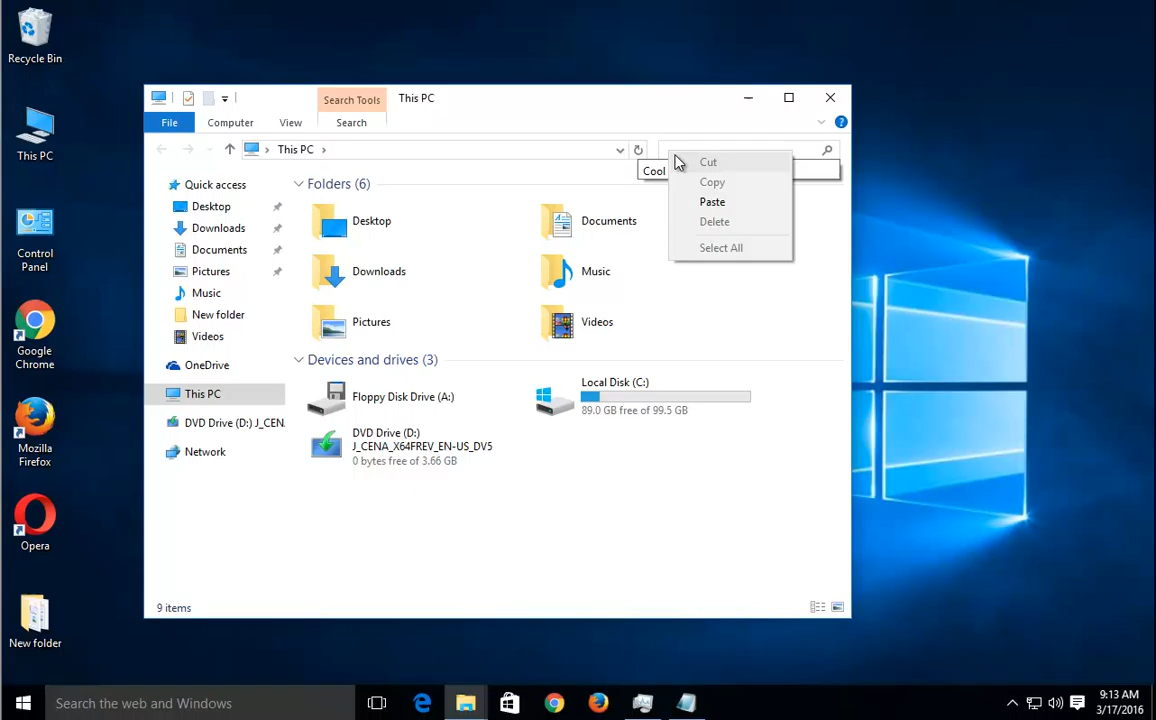 Recycle Bin
This PC
Control
Panel
Google
Chrome
Mozilla
Firefox
Opera
New folder
Search Tools
This PC
File
Computer
View
Search
This PC
Cool
Cut
Copy
Paste
Delete
Select All
Quick access
Desktop
Downloads
Documents
Pictures
Music
New folder
Videos
OneDrive
This PC
DVD Drive (D:) J_CEN
Network
Folders (6)
Desktop
Documents
Downloads
Music
Pictures
Videos
Devices and drives (3)
Floppy Disk Drive (A:)
Local Disk (C:)
89.0 GB free of 99.5 GB
DVD Drive (D:)
J_CENA_X64FREV_EN-US_DV5
0 bytes free of 3.66 GB
9 items
Search the web and Windows
9:13 AM
3/17/2016